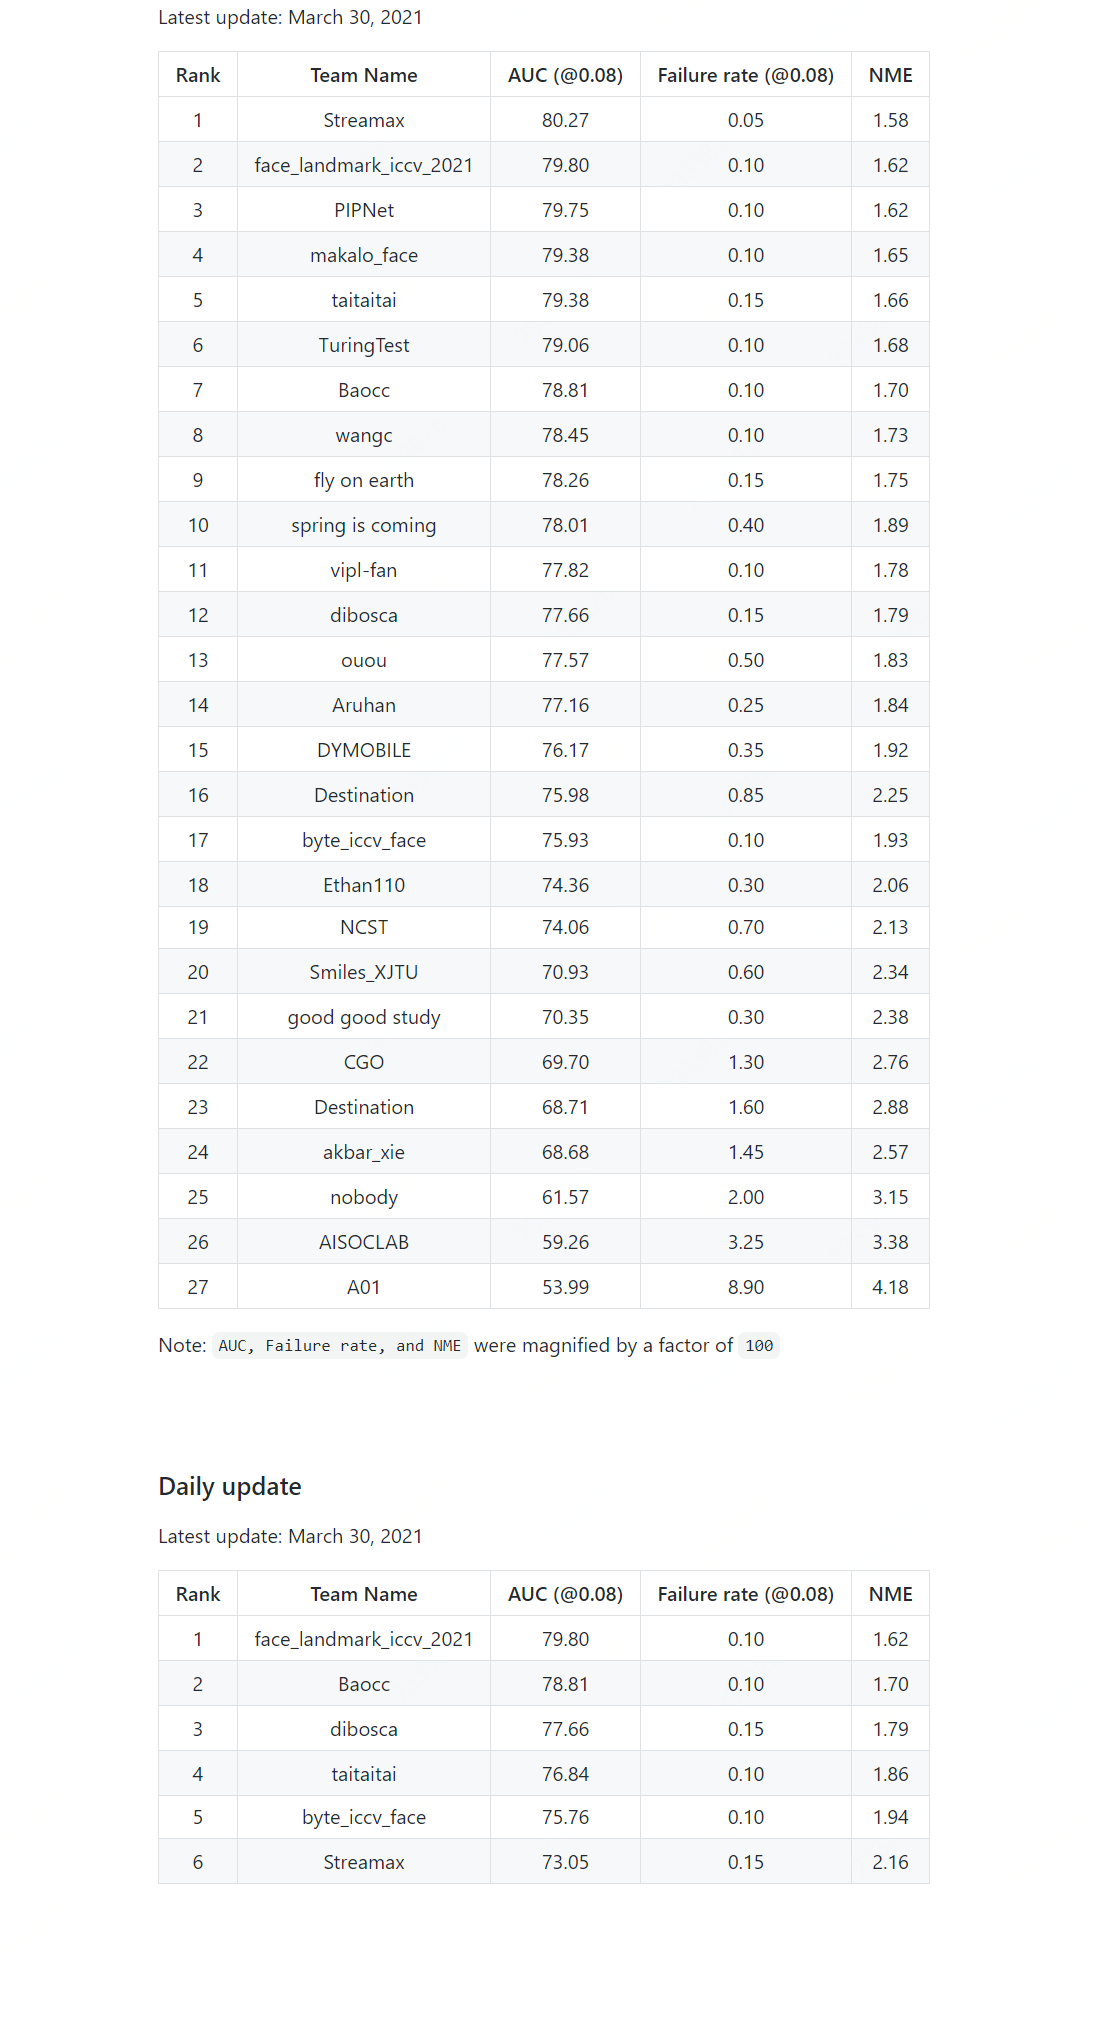 Latest update: March 30, 2021
Rank Team Name AUC (@0.08) Failure rate (@0.08) NME
1 Streamax 80.27 0.05 1.58
2 face_landmark_iccv_2021 79.80 0.10 1.62
3 PIPNet 79.75 0.10 1.62
4 makalo_face 79.38 0.10 1.65
5 taitaitai 79.38 0.15 1.66
6 TuringTest 79.06 0.10 1.68
7 Baocc 78.81 0.10 1.70
8 wangc 78.45 0.10 1.73
9 fly on earth 78.26 0.15 1.75
10 spring is coming 78.01 0.40 1.89
11 vipl-fan 77.82 0.10 1.78
12 dibosca 77.66 0.15 1.79
13 ouou 77.57 0.50 1.83
14 Aruhan 77.16 0.25 1.84
15 DYMOBILE 76.17 0.35 1.92
16 Destination 75.98 0.85 2.25
17 byte_iccv_face 75.93 0.10 1.93
18 Ethan110 74.36 0.30 2.06
19 NCST 74.06 0.70 2.13
20 Smiles_XJTU 70.93 0.60 2.34
21 good good study 70.35 0.30 2.38
22 CGO 69.70 1.30 2.76
23 Destination 68.71 1.60 2.88
24 akbar_xie 68.68 1.45 2.57
25 nobody 61.57 2.00 3.15
26 AISOCLAB 59.26 3.25 3.38
27 A01 53.99 8.90 4.18
Note: AUC, Failure rate, and NME were magnified by a factor of 100
Daily update
Latest update: March 30, 2021
Rank Team Name AUC (@0.08) Failure rate (@0.08) NME
1 face_landmark_iccv_2021 79.80 0.10 1.62
2 Baocc 78.81 0.10 1.70
3 dibosca 77.66 0.15 1.79
4 taitaitai 76.84 0.10 1.86
5 byte_iccv_face 75.76 0.10 1.94
6 Streamax 73.05 0.15 2.16